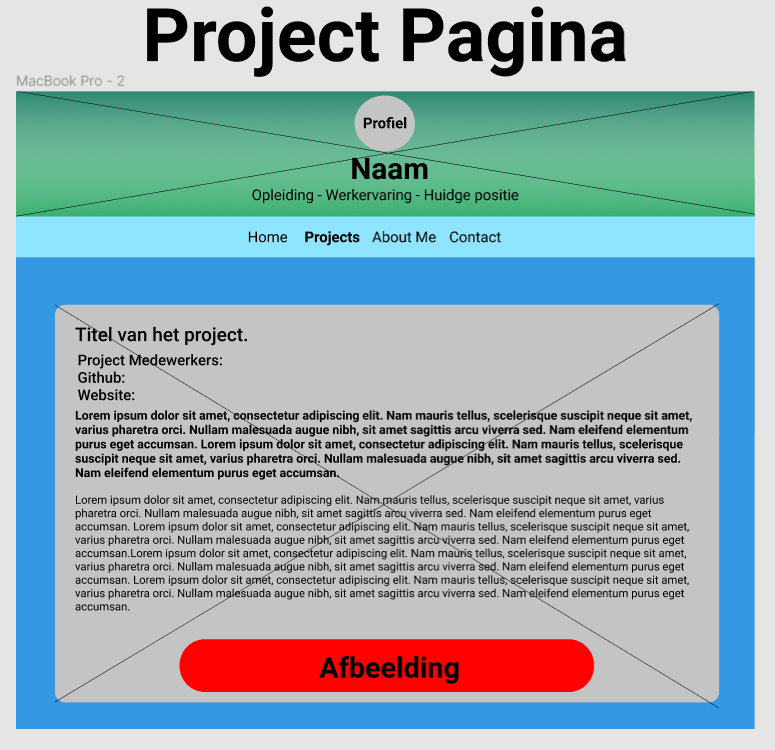 Project Pagina
MacBook Pro - 2
Profiel
Naam
Opleiding - Werkervaring - Huidge positie
Home Projects About Me Contact
Titel van het project.
Project Medewerkers:
Github:
Website:
Lorem ipsum dolor sit amet, consectetur adipiscing elit. Nam mauris tellus, scelerisque suscipit neque sit amet,
varius pharetra orci. Nullam malesuada augue nibh, sit amet sagittis arcu viverra sed. Nam eleifend elementum
purus eget accumsan. Lorem ipsum dolor sit amet, consectetur adipiscing elit. Nam mauris tellus, scelerisque
suscipit neque sit amet, varius pharetra orci. Nullam malesuada augue nibh, sit amet sagittis arcu viverra sed.
Nam eleifend elementum purus eget accumsan.
Lorem ipsum dolor sit amet, consectetur adipiscing elit. Nam mauris tellus, scelerisque suscipit neque sit amet, varius
pharetra orci. Nullam malesuada augue nibh, sit amet sagittis arcu viverra sed. Nam eleifend elementum purus eget
accumsan. Lorem ipsum dolor sit amet, consectetur adipiscing elit. Nam mauris tellus, scelerisque suscipit neque sit amet,
varius pharetra orci. Nullam malesuada augue nibh, sit amet sagittis arcu viverra sed. Nam eleifend elementum purus eget
accumsan.Lorem ipsum dolor sit amet, consectetur adipiscing elit. Nam mauris tellus, scelerisque suscipit neque sit amet,
varius pharetra orci. Nullam malesuada augue nibh, sit amet sagittis arcu viverra sed. Nam eleifend elementum purus eget
accumsan. Lorem ipsum dolor sit amet, consectetur adipiscing elit. Nam mauris tellus, scelerisque suscipit neque sit amet,
varius pharetra orci. Nullam malesuada augue nibh, sit amet sagittis arcu viverra sed. Nam eleifend elementum purus eget
accumsan.
Afbeelding